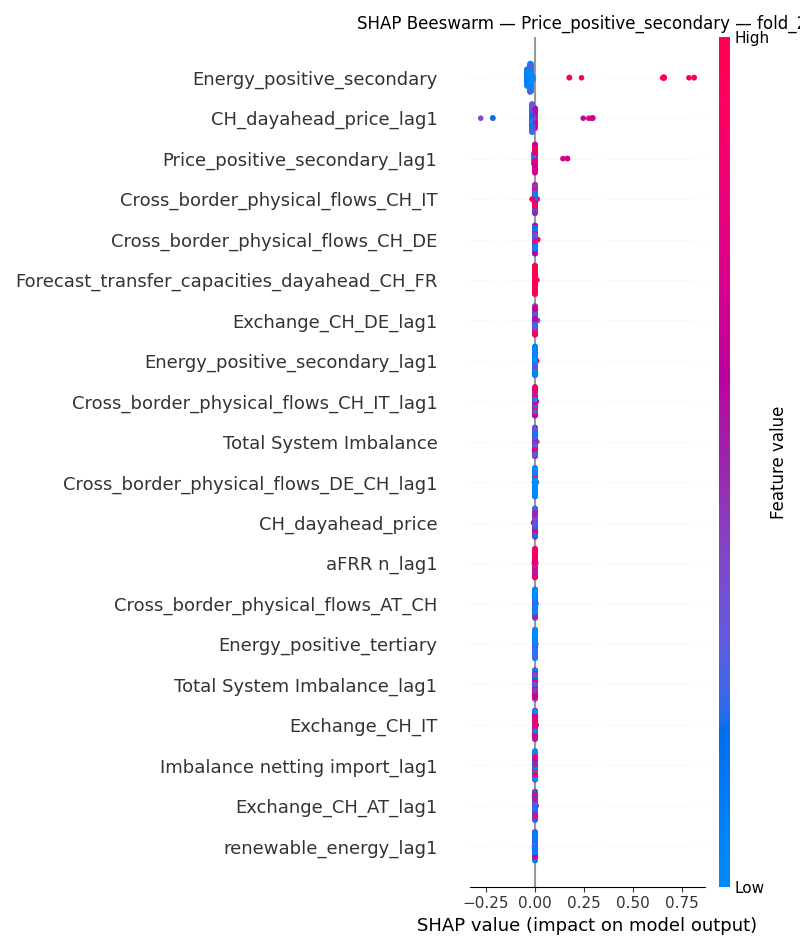 SHAP Beeswarm — Price_positive_secondary — fold_2
High
Energy_positive_secondary
CH_dayahead_price_lag1
Price_positive_secondary_lag1
Cross_border_physical_flows_CH_IT
Cross_border_physical_flows_CH_DE
Forecast_transfer_capacities_dayahead_CH_FR
Exchange_CH_DE_lag1
Energy_positive_secondary_lag1
Cross_border_physical_flows_CH_IT_lag1
Total System Imbalance
Cross_border_physical_flows_DE_CH_lag1
CH_dayahead_price
aFRR n_lag1
Cross_border_physical_flows_AT_CH
Energy_positive_tertiary
Total System Imbalance_lag1
Exchange_CH_IT
Imbalance netting import_lag1
Exchange_CH_AT_lag1
renewable_energy_lag1
Feature value
Low
−0.25 0.00 0.25 0.50 0.75
SHAP value (impact on model output)